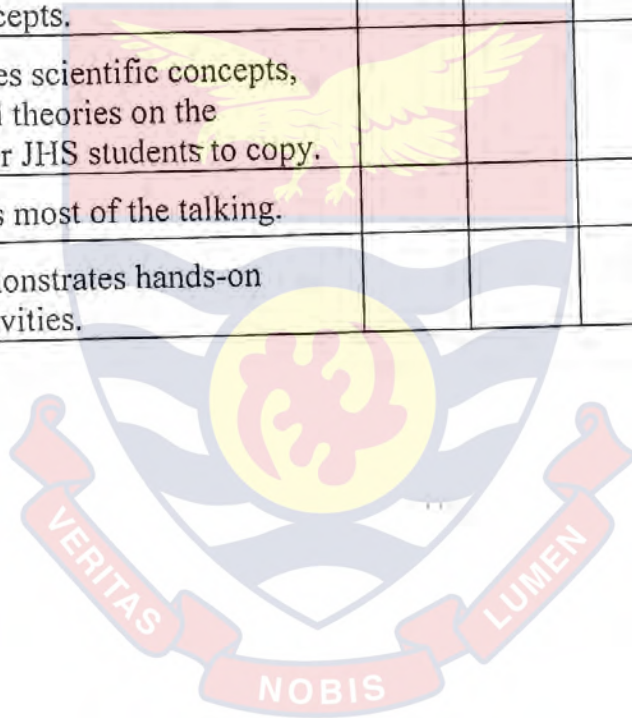 cepts.
es scientific concepts,
theories on the
r JHS students to copy.
s most of the talking.
onstrates hands-on
vities.
VERITAS
NOBIS
LUMEN